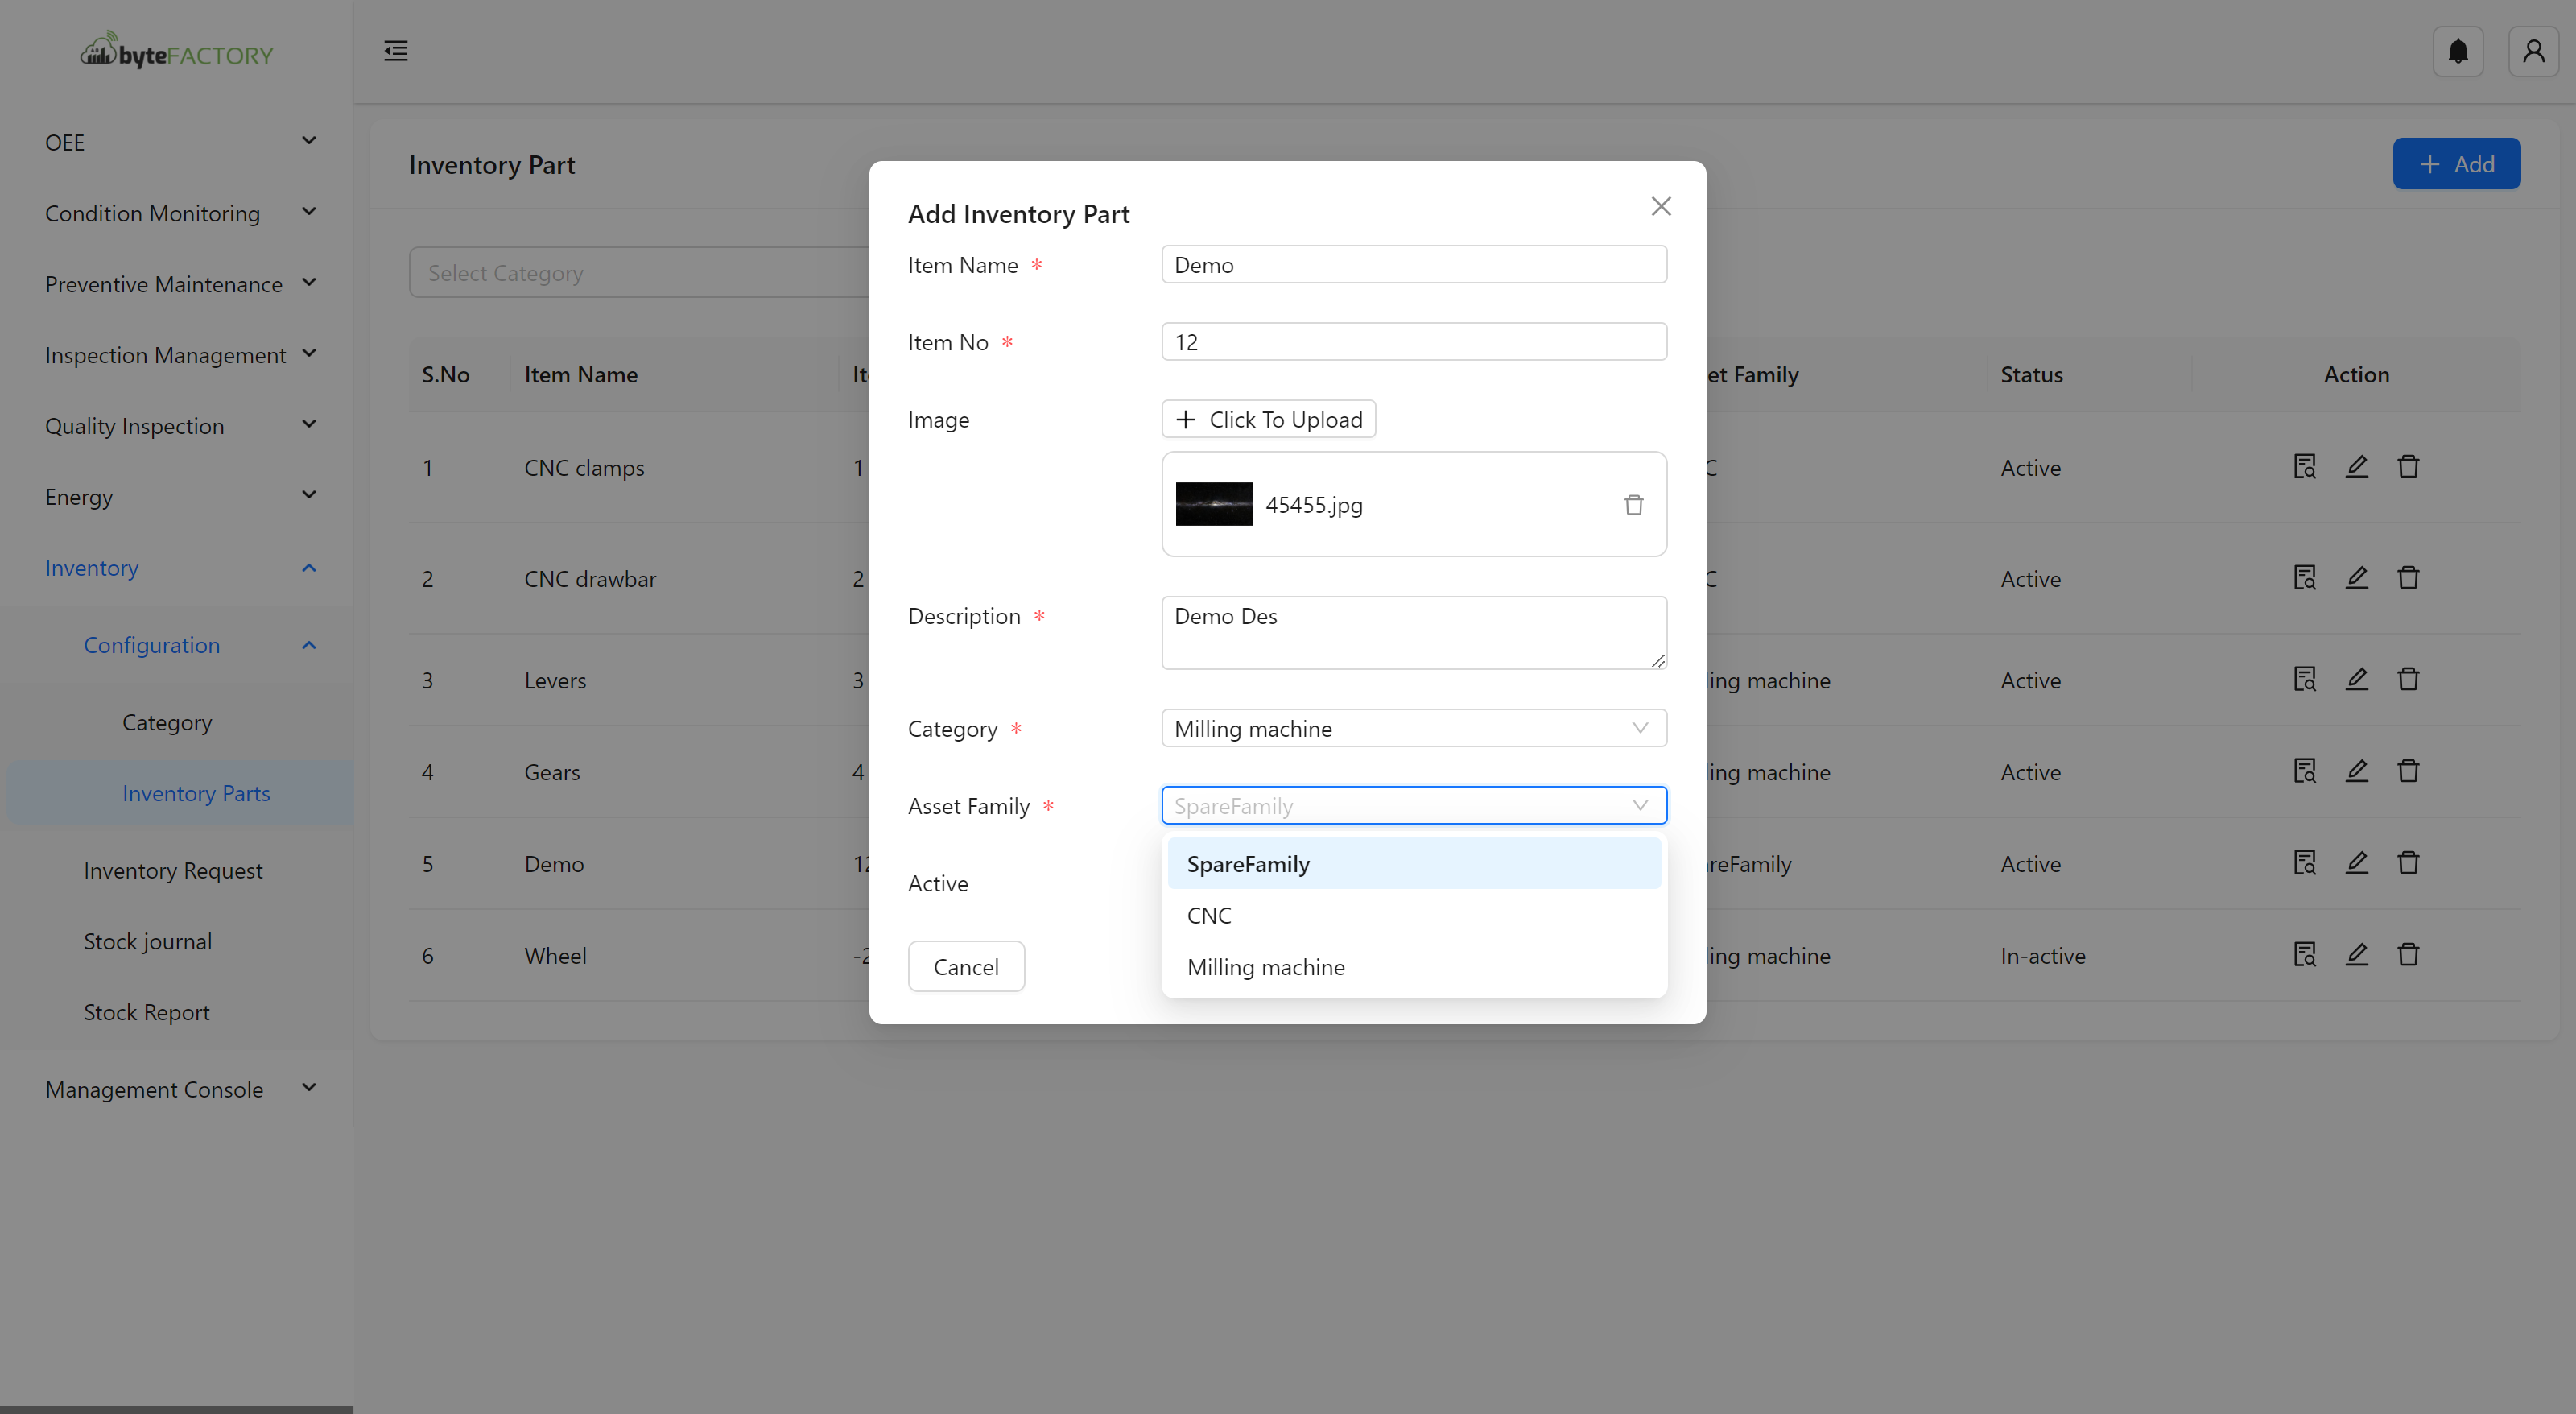 byteFACTORY
OEE
Condition Monitoring
Preventive Maintenance
Inspection Management
Quality Inspection
Energy
Inventory
Configuration
Category
Inventory Parts
Inventory Request
Stock journal
Stock Report
Management Console
Inventory Part
+ Add
Select Category
S.No Item Name Status Action
1 CNC clamps 1 Active
2 CNC drawbar 2 Active
3 Levers 3 ling machine Active
4 Gears 4 ling machine Active
5 Demo 12 reFamily Active
6 Wheel -2 ling machine In-active
et Family
Add Inventory Part
Item Name * Demo
Item No * 12
Image + Click To Upload
45455.jpg
Description * Demo Des
Category * Milling machine
Asset Family * SpareFamily
SpareFamily
CNC
Milling machine
Active
Cancel